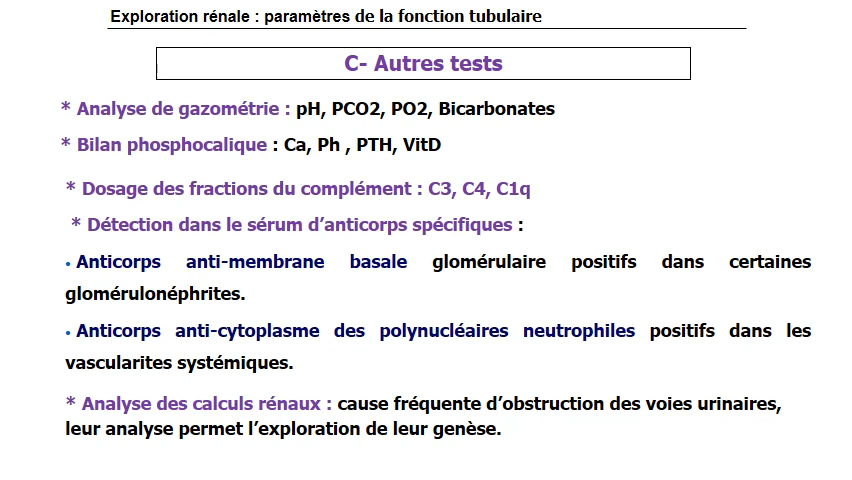 Exploration rénale : paramètres de la fonction tubulaire
C- Autres tests
* Analyse de gazométrie : pH, PCO2, PO2, Bicarbonates
* Bilan phosphocalique : Ca, Ph , PTH, VitD
* Dosage des fractions du complément : C3, C4, C1q
* Détection dans le sérum d’anticorps spécifiques :
• Anticorps anti-membrane basale glomérulaire positifs dans certaines
glomérulonéphrites.
• Anticorps anti-cytoplasme des polynucléaires neutrophiles positifs dans les
vascularites systémiques.
* Analyse des calculs rénaux : cause fréquente d’obstruction des voies urinaires,
leur analyse permet l’exploration de leur genèse.